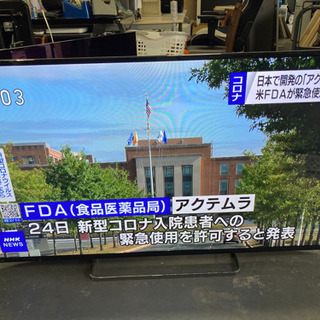 03
コロナ
日本で開発の「ア
米FDAが緊急使
FDA(食品医薬品局) アクテムラ
24日 新型コロナ入院患者への
緊急使用を許可すると発表
NHK
NEWS